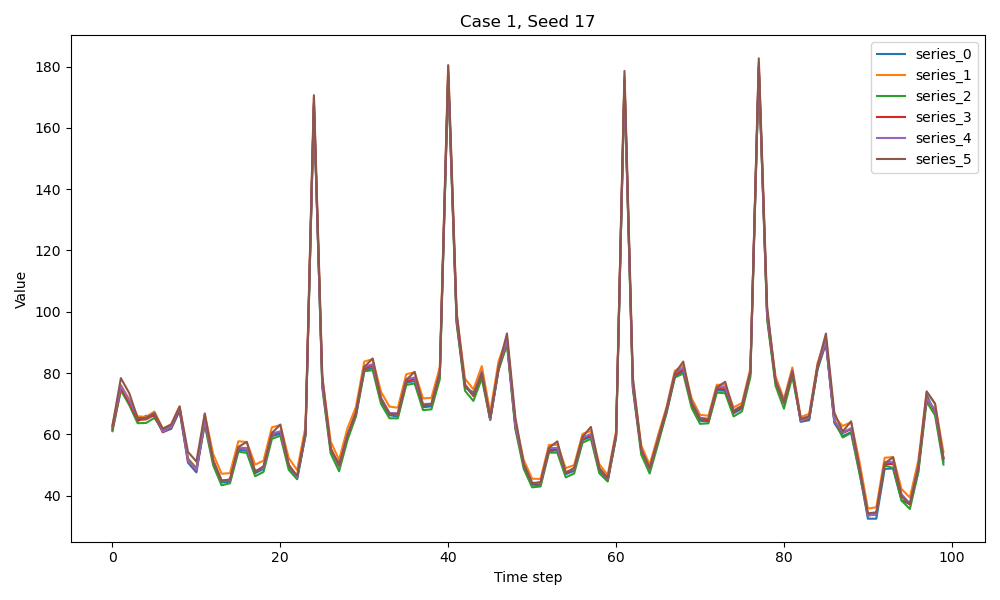 Case 1, Seed 17
Value
180
160
140
120
100
80
60
40
0
20
40
60
80
100
Time step
series_0
series_1
series_2
series_3
series_4
series_5